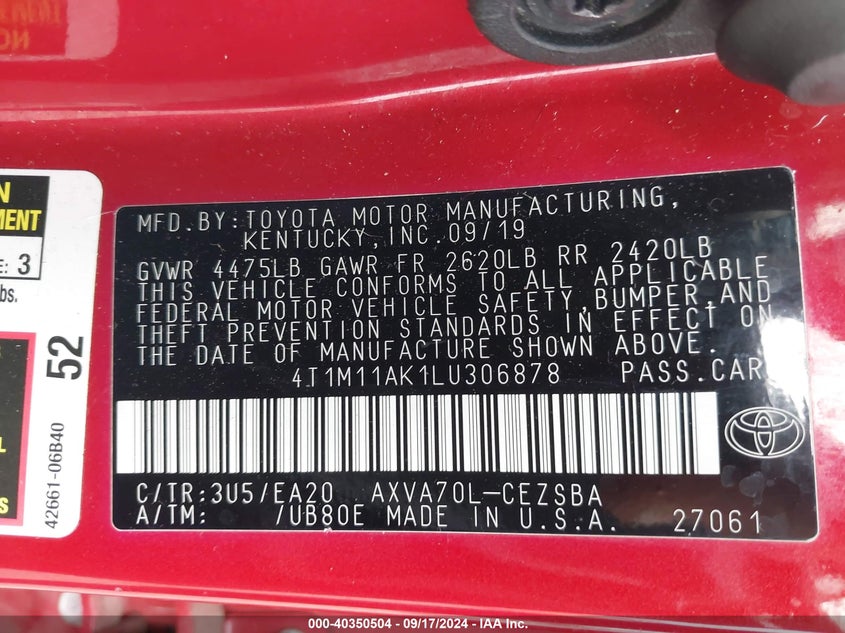 N
MENT
E: 3
bs.
52
42661-06B40
L
s
MFD.BY:TOYOTA MOTOR MANUFACTURING,
KENTUCKY,INC.09/19
GVWR 4475LB GAWR FR 2620LB RR 2420LB
THIS VEHICLE CONFORMS TO ALL APPLICABLE
FEDERAL MOTOR VEHICLE SAFETY,BUMPER,AND
THEFT PREVENTION STANDARDS IN EFFECT ON
THE DATE OF MANUFACTURE SHOWN ABOVE.
4T1M11AK1LU306878 PASS.CAR
C/TR:3U5/EA20 AXVA70L-CEZSBA
A/TM: /UB80E MADE IN U.S.A. 27061
000-40350504 - 09/17/2024 - IAA Inc.